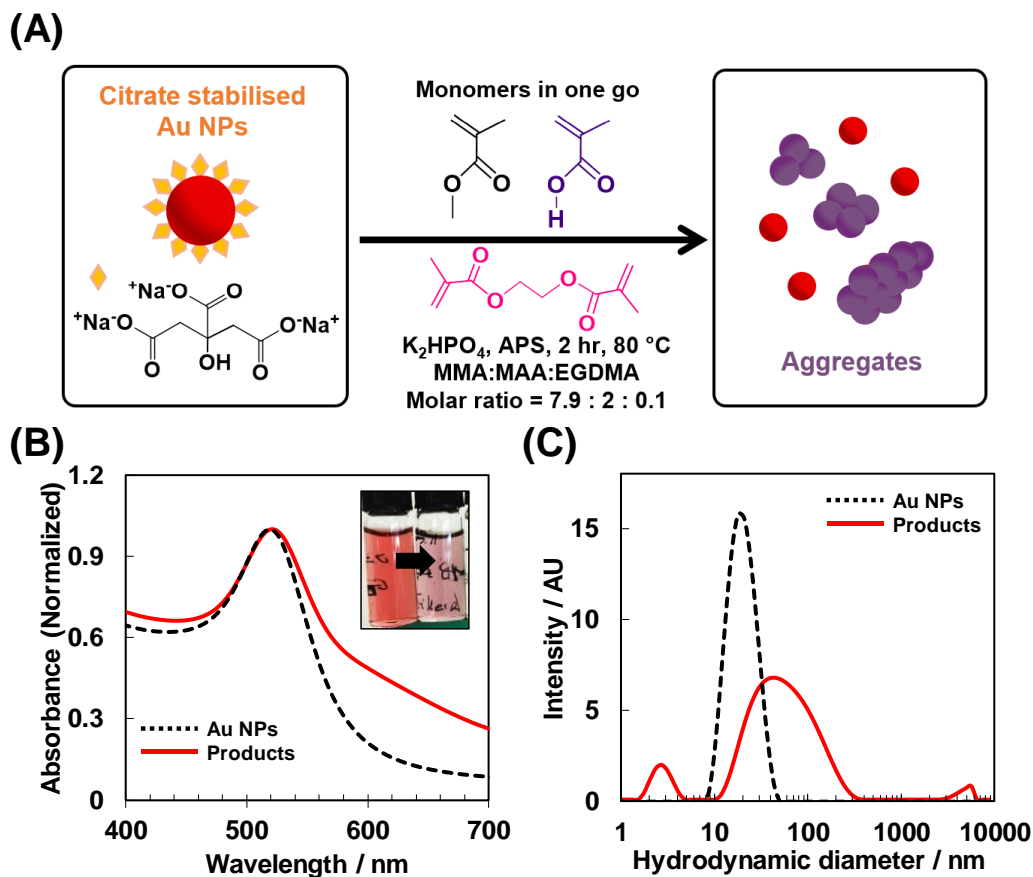 (A)
Citrate stabilised
Au NPs
⁺Na⁻O
O
⁺Na⁻O
O⁻Na⁺
O
OH
O
Monomers in one go
O
O
O
O
H
O
O
O
O
K₂HPO₄, APS, 2 hr, 80 °C
MMA:MAA:EGDMA
Molar ratio = 7.9 : 2 : 0.1
Aggregates
(B)
Absorbance (Normalized)
1.2
0.9
0.6
0.3
0
400
500
600
700
Wavelength / nm
Au NPs
Products
(C)
Intensity / AU
15
10
5
0
1
10
100
1000
10000
Hydrodynamic diameter / nm
Au NPs
Products